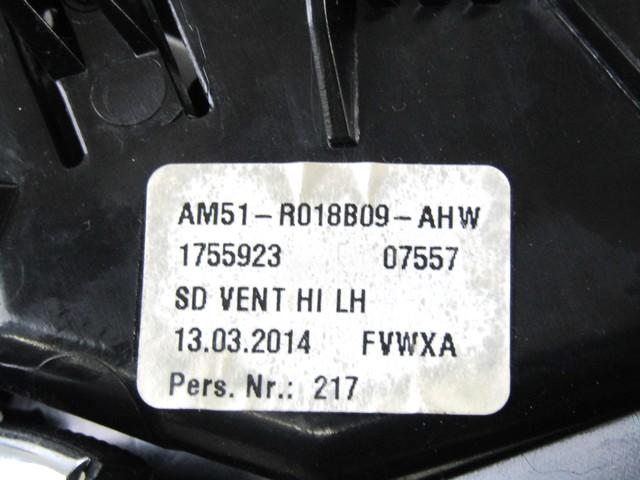 AM51-R018B09-AHW
1755923 07557
SD VENT HI LH
13.03.2014 FVWXA
Pers. Nr.: 217